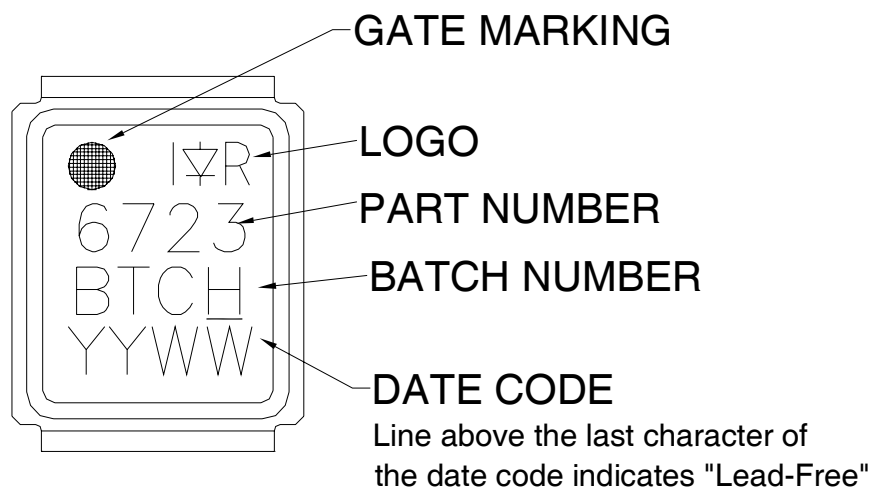 GATE MARKING
I R
LOGO
6723
PART NUMBER
BTCH
BATCH NUMBER
YYWW
DATE CODE
Line above the last character of
the date code indicates "Lead-Free"